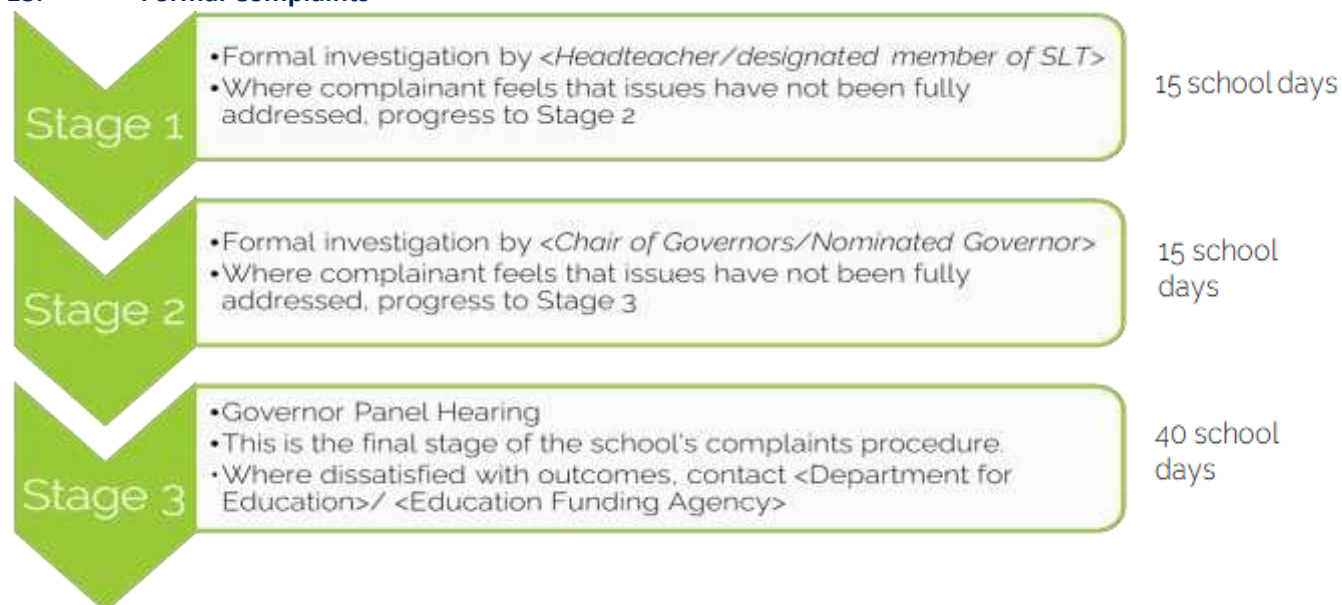 Formal Complaints
Stage 1
•Formal investigation by <Headteacher/designated member of SLT>
•Where complainant feels that issues have not been fully
addressed, progress to Stage 2
15 school days
Stage 2
•Formal investigation by <Chair of Governors/Nominated Governor>
•Where complainant feels that issues have not been fully
addressed, progress to Stage 3
15 school
days
Stage 3
•Governor Panel Hearing
•This is the final stage of the school's complaints procedure.
•Where dissatisfied with outcomes, contact <Department for
Education>/ <Education Funding Agency>
40 school
days